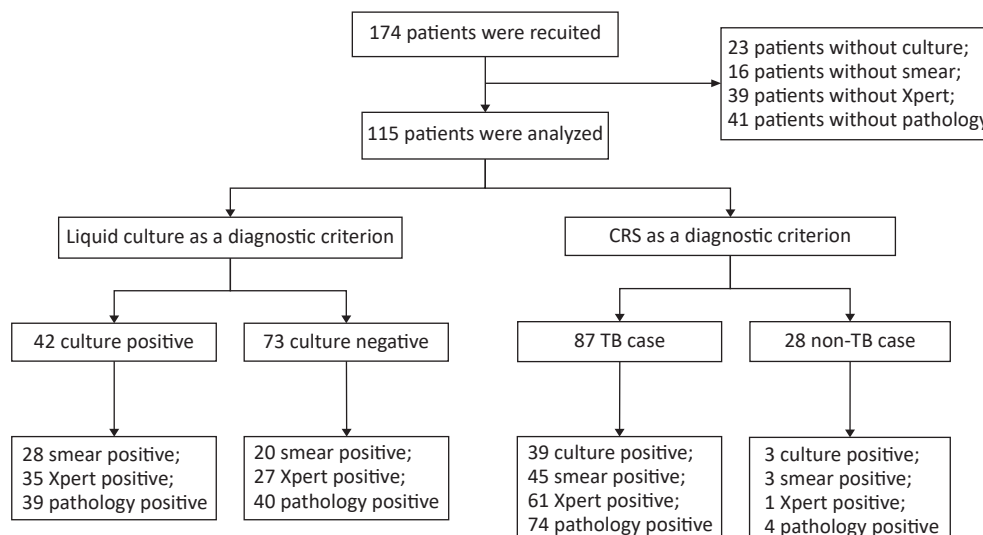 174 patients were recuited
23 patients without culture;
16 patients without smear;
39 patients without Xpert;
41 patients without pathology
115 patients were analyzed
Liquid culture as a diagnostic criterion
CRS as a diagnostic criterion
42 culture positive
73 culture negative
87 TB case
28 non-TB case
28 smear positive;
35 Xpert positive;
39 pathology positive
20 smear positive;
27 Xpert positive;
40 pathology positive
39 culture positive;
45 smear positive;
61 Xpert positive;
74 pathology positive
3 culture positive;
3 smear positive;
1 Xpert positive;
4 pathology positive